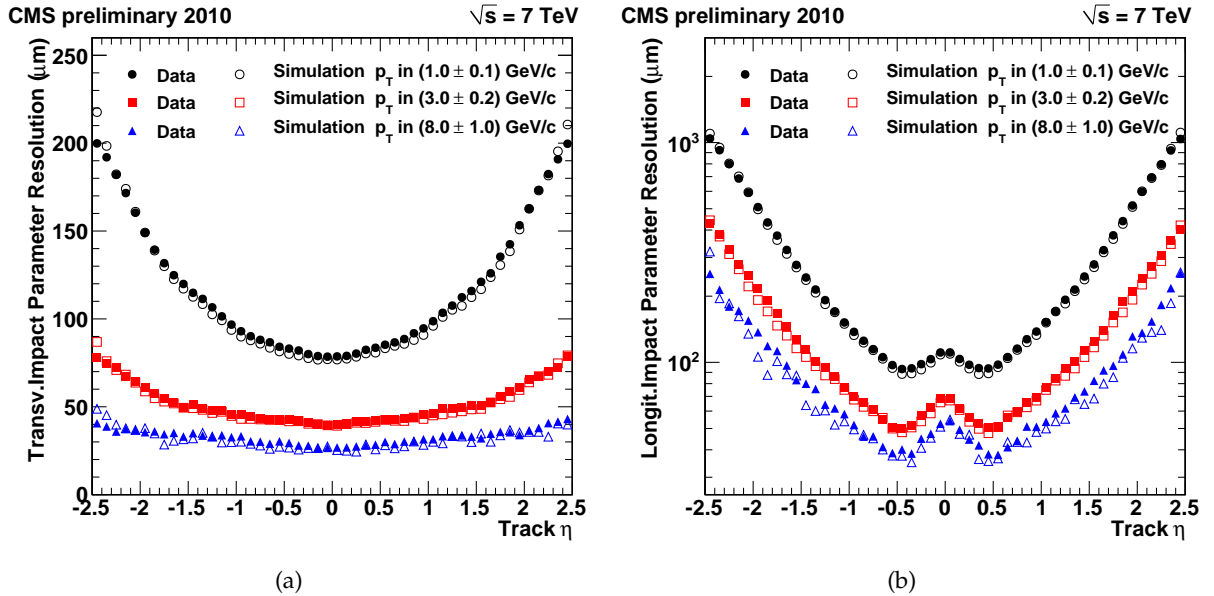 CMS preliminary 2010 √s = 7 TeV
Transv.Impact Parameter Resolution (μm)
260
250
200
150
100
50
0
Data Simulation p_T in (1.0 ± 0.1) GeV/c
Data Simulation p_T in (3.0 ± 0.2) GeV/c
Data Simulation p_T in (8.0 ± 1.0) GeV/c
-2.5 -2 -1.5 -1 -0.5 0 0.5 1 1.5 2 2.5
Track η
(a)
CMS preliminary 2010 √s = 7 TeV
Longit.Impact Parameter Resolution (μm)
10³
10²
Data Simulation p_T in (1.0 ± 0.1) GeV/c
Data Simulation p_T in (3.0 ± 0.2) GeV/c
Data Simulation p_T in (8.0 ± 1.0) GeV/c
-2.5 -2 -1.5 -1 -0.5 0 0.5 1 1.5 2 2.5
Track η
(b)